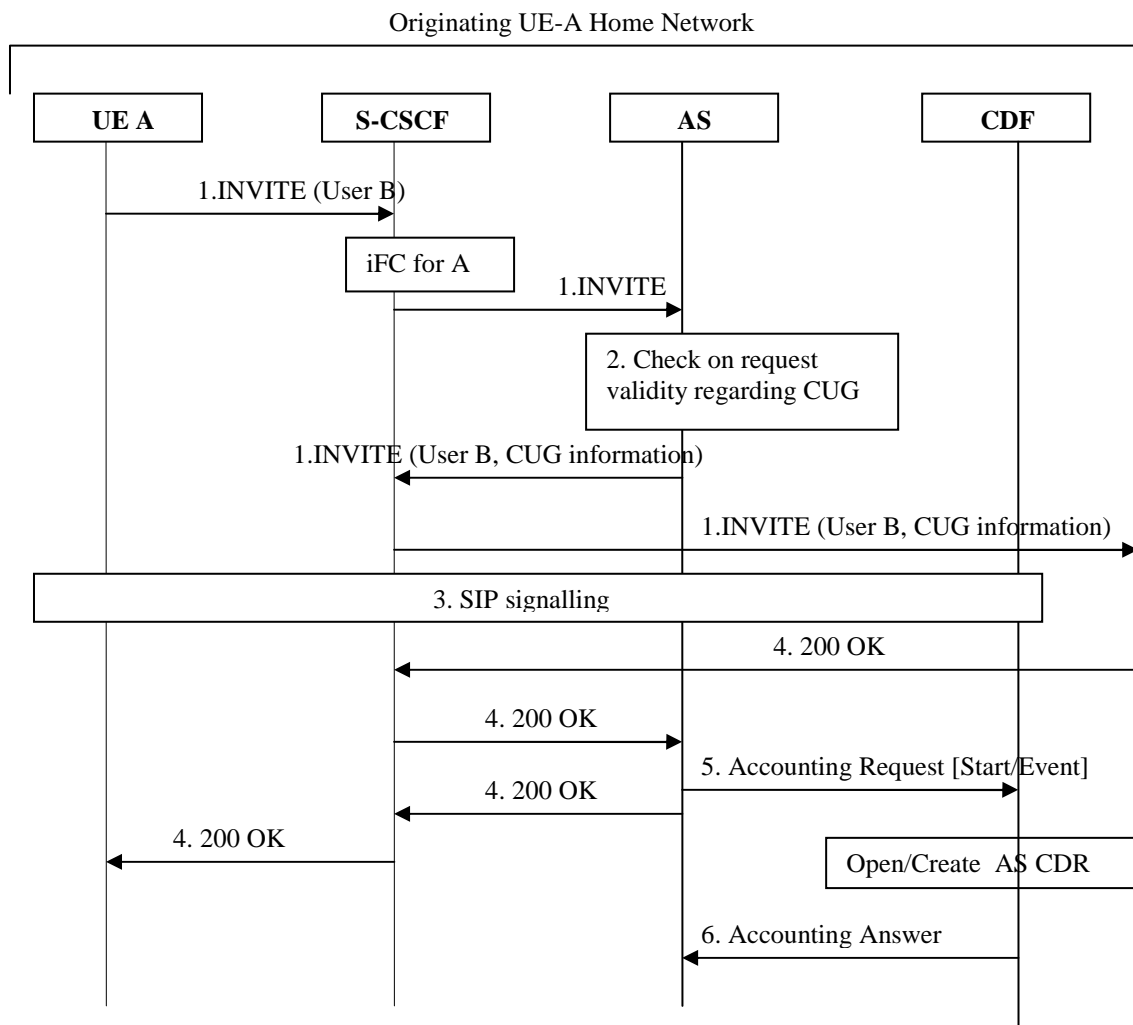 Originating UE-A Home Network
UE A
S-CSCF
AS
CDF
1.INVITE (User B)
iFC for A
1.INVITE
2. Check on request
validity regarding CUG
1.INVITE (User B, CUG information)
1.INVITE (User B, CUG information)
3. SIP signalling
4. 200 OK
4. 200 OK
5. Accounting Request [Start/Event]
4. 200 OK
4. 200 OK
Open/Create AS CDR
6. Accounting Answer